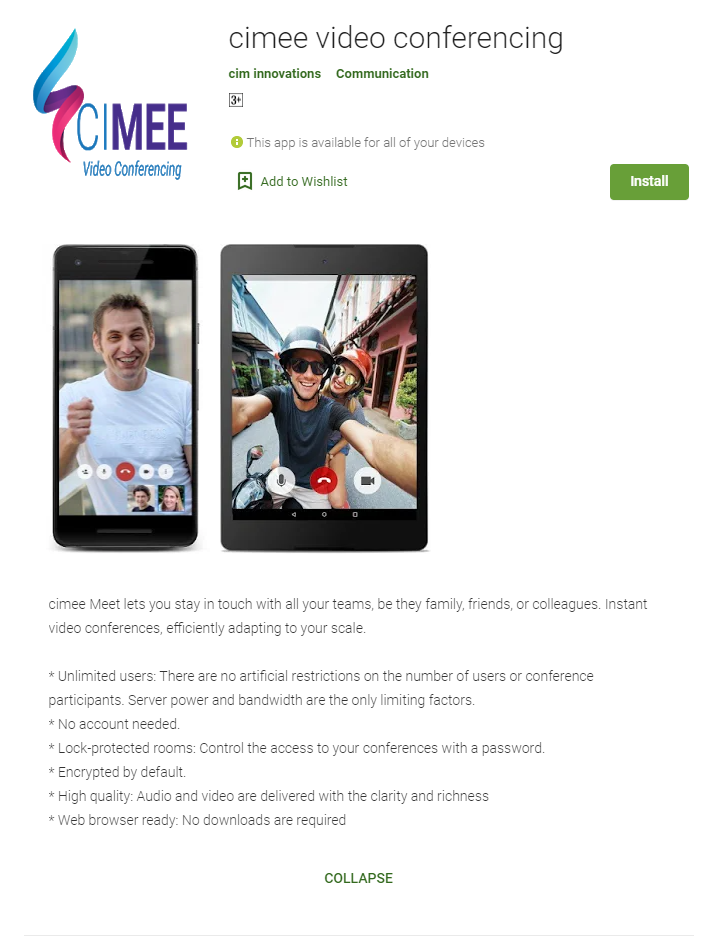 cimee video conferencing
cim innovations Communication
3+
This app is available for all of your devices
Add to Wishlist
Install
CIMEE
Video Conferencing
cimee Meet lets you stay in touch with all your teams, be they family, friends, or colleagues. Instant
video conferences, efficiently adapting to your scale.
* Unlimited users: There are no artificial restrictions on the number of users or conference
participants. Server power and bandwidth are the only limiting factors.
* No account needed.
* Lock-protected rooms: Control the access to your conferences with a password.
* Encrypted by default.
* High quality: Audio and video are delivered with the clarity and richness
* Web browser ready: No downloads are required
COLLAPSE